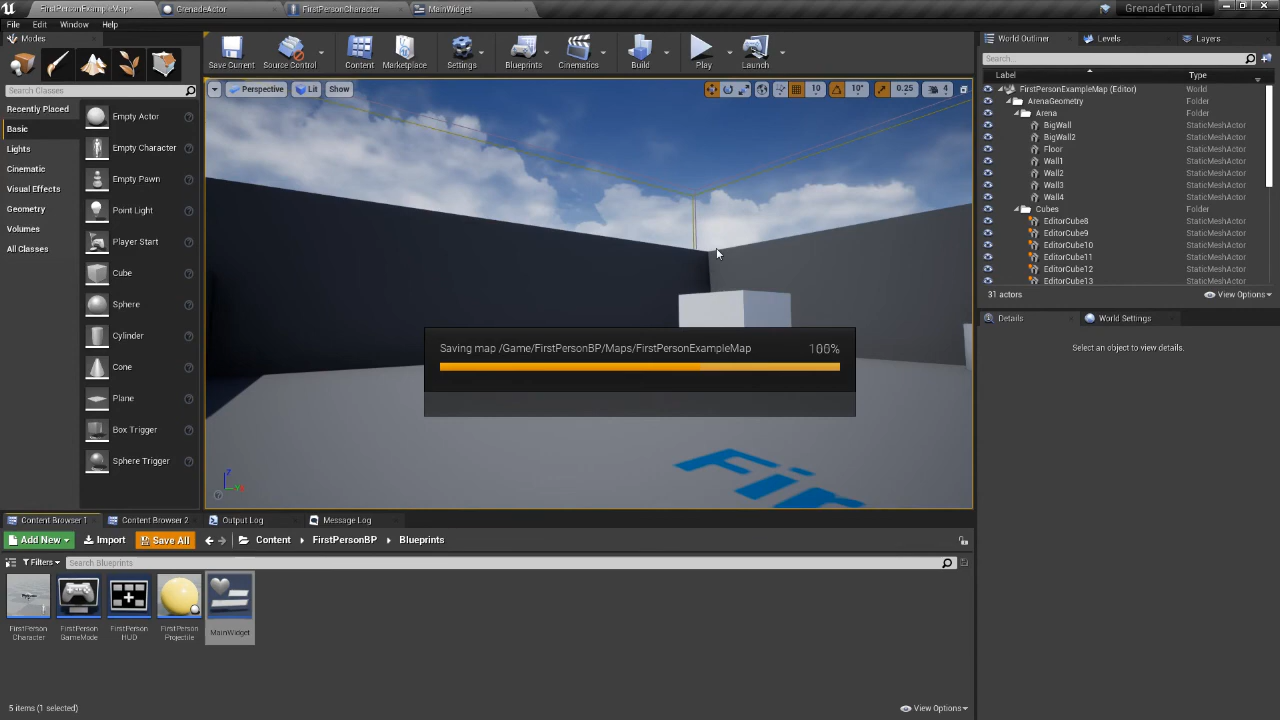 FirstPersonExampleMap*
GrenadeActor
FirstPersonCharacter
MainWidget
GrenadeTutorial
File
Edit
Window
Help
Modes
Search Classes
Recently Placed
Basic
Lights
Cinematic
Visual Effects
Geometry
Volumes
All Classes
Empty Actor
Empty Character
Empty Pawn
Point Light
Player Start
Cube
Sphere
Cylinder
Cone
Plane
Box Trigger
Sphere Trigger
Save Current
Source Control
Content
Marketplace
Settings
Blueprints
Cinematics
Build
Play
Launch
Perspective
Lit
Show
10
10°
0.25
4
Saving map /Game/FirstPersonBP/Maps/FirstPersonExampleMap
100%
Fir
World Outliner
Levels
Layers
Search...
Label
Type
FirstPersonExampleMap (Editor)
World
ArenaGeometry
Folder
Arena
Folder
BigWall
StaticMeshActor
BigWall2
StaticMeshActor
Floor
StaticMeshActor
Wall1
StaticMeshActor
Wall2
StaticMeshActor
Wall3
StaticMeshActor
Wall4
StaticMeshActor
Cubes
Folder
EditorCube8
StaticMeshActor
EditorCube9
StaticMeshActor
EditorCube10
StaticMeshActor
EditorCube11
StaticMeshActor
EditorCube12
StaticMeshActor
EditorCube13
StaticMeshActor
31 actors
View Options
Details
World Settings
Select an object to view details.
Content Browser 1
Content Browser 2
Output Log
Message Log
Add New
Import
Save All
Content
FirstPersonBP
Blueprints
Filters
Search Blueprints
FirstPerson
Character
FirstPerson
GameMode
FirstPerson
HUD
FirstPerson
Projectile
MainWidget
5 items (1 selected)
View Options